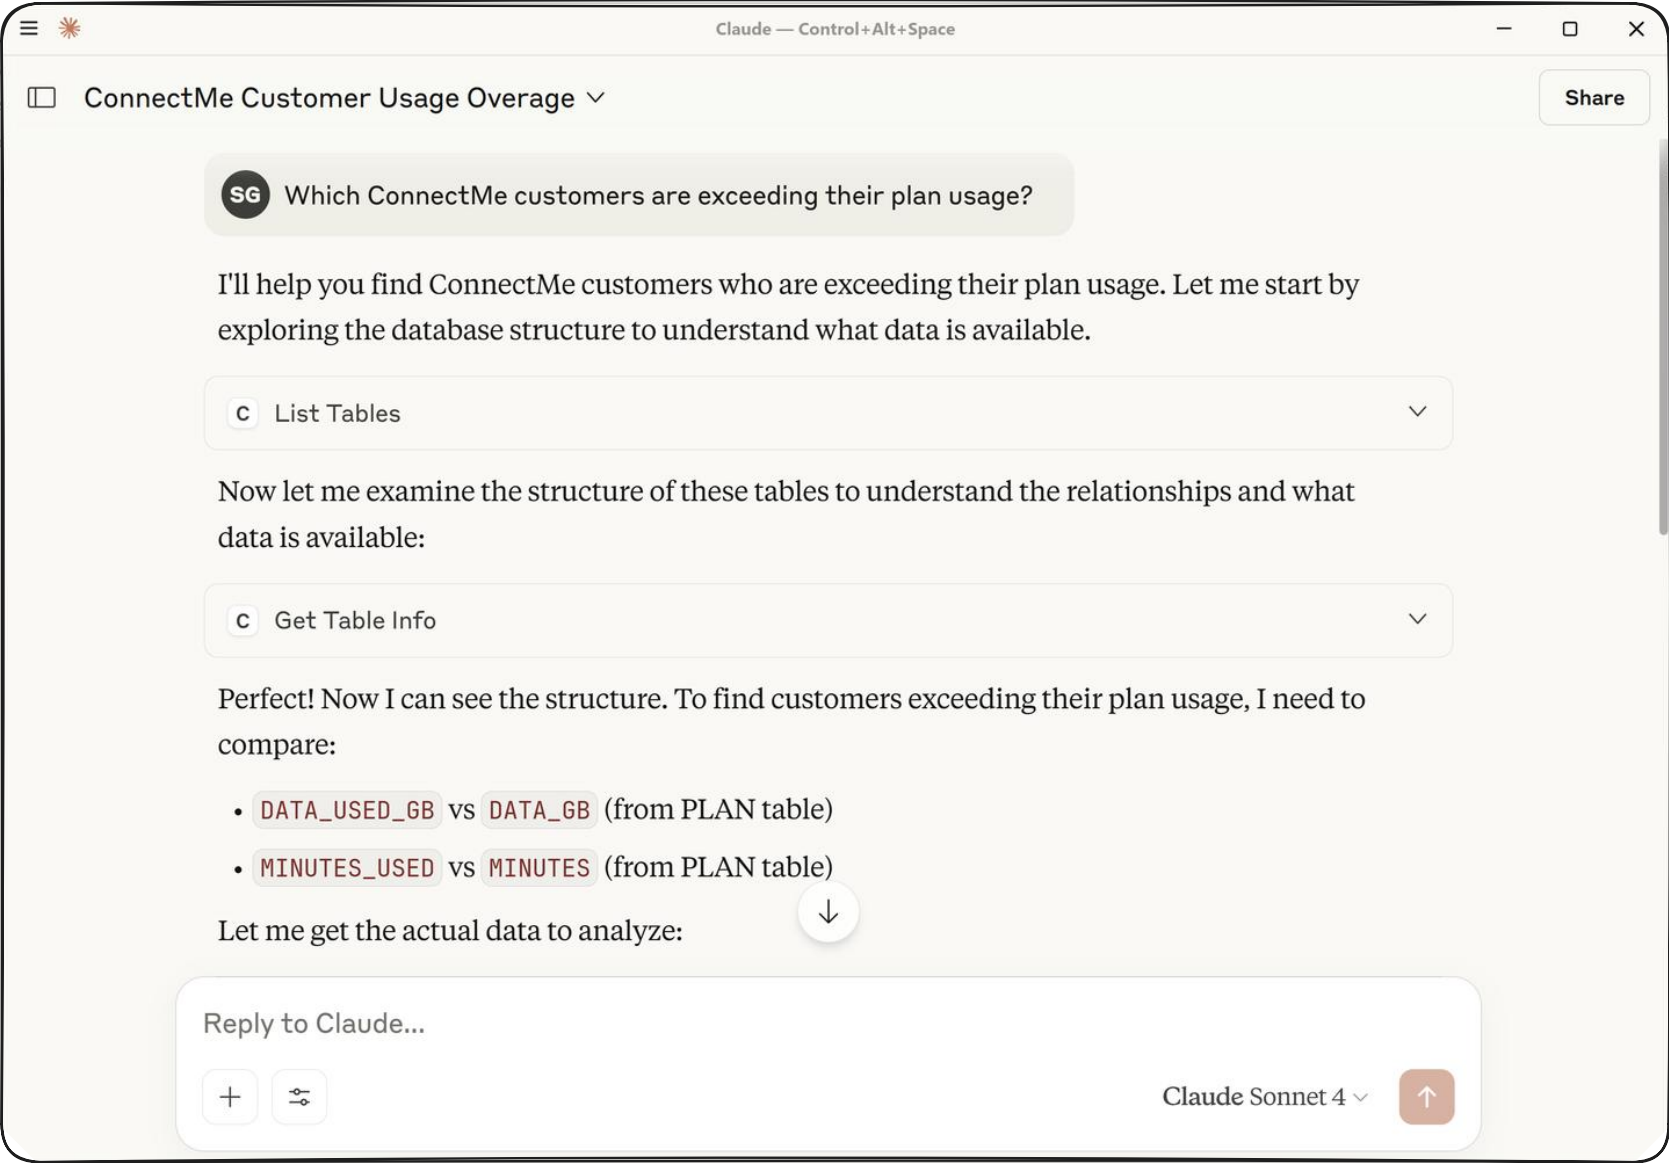 Claude — Control+Alt+Space
ConnectMe Customer Usage Overage
Share
SG
Which ConnectMe customers are exceeding their plan usage?
I'll help you find ConnectMe customers who are exceeding their plan usage. Let me start by
exploring the database structure to understand what data is available.
C List Tables
Now let me examine the structure of these tables to understand the relationships and what
data is available:
C Get Table Info
Perfect! Now I can see the structure. To find customers exceeding their plan usage, I need to
compare:
• DATA_USED_GB vs DATA_GB (from PLAN table)
• MINUTES_USED vs MINUTES (from PLAN table)
Let me get the actual data to analyze:
Reply to Claude...
Claude Sonnet 4